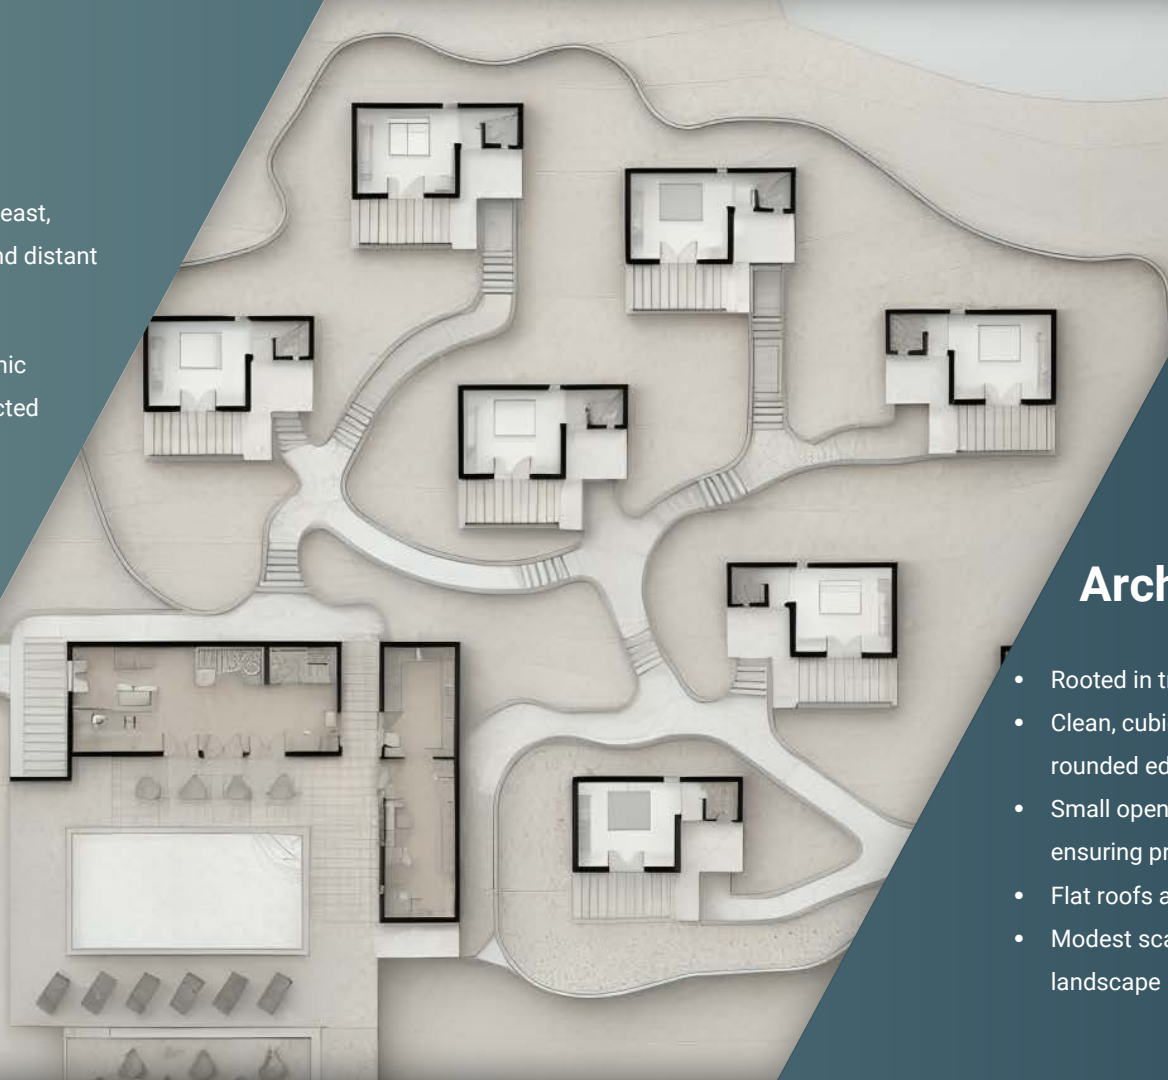 east,
nd distant
nic
cted
Arch
• Rooted in t
• Clean, cubi
rounded ed
• Small open
ensuring pr
• Flat roofs a
• Modest sca
landscape